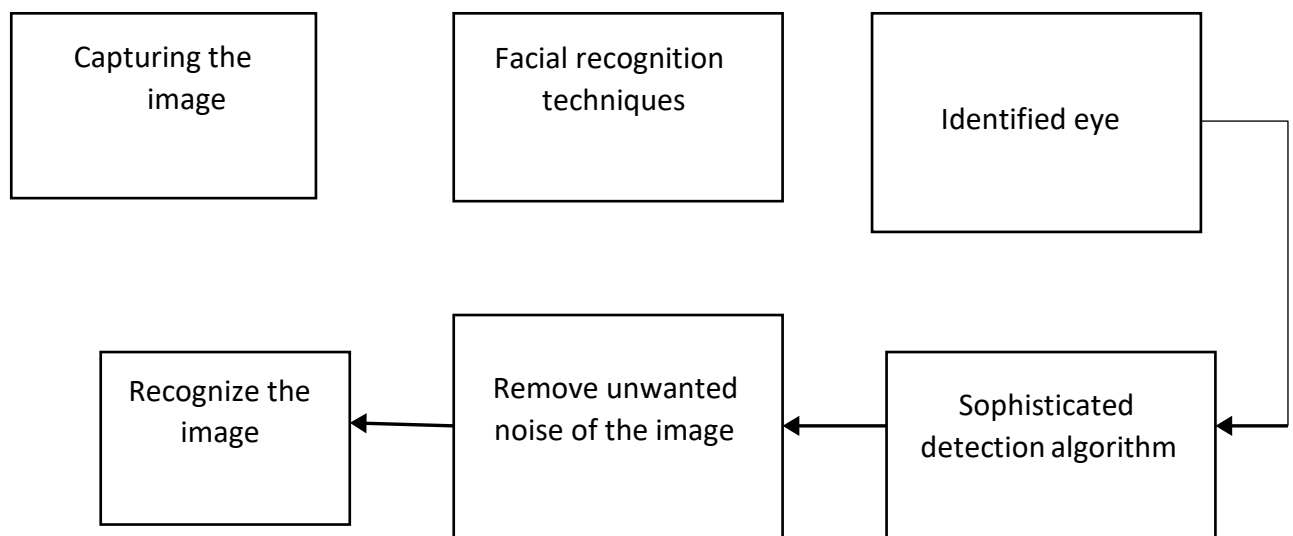 Capturing the
image
Facial recognition
techniques
Identified eye
Recognize the
image
Remove unwanted
noise of the image
Sophisticated
detection algorithm